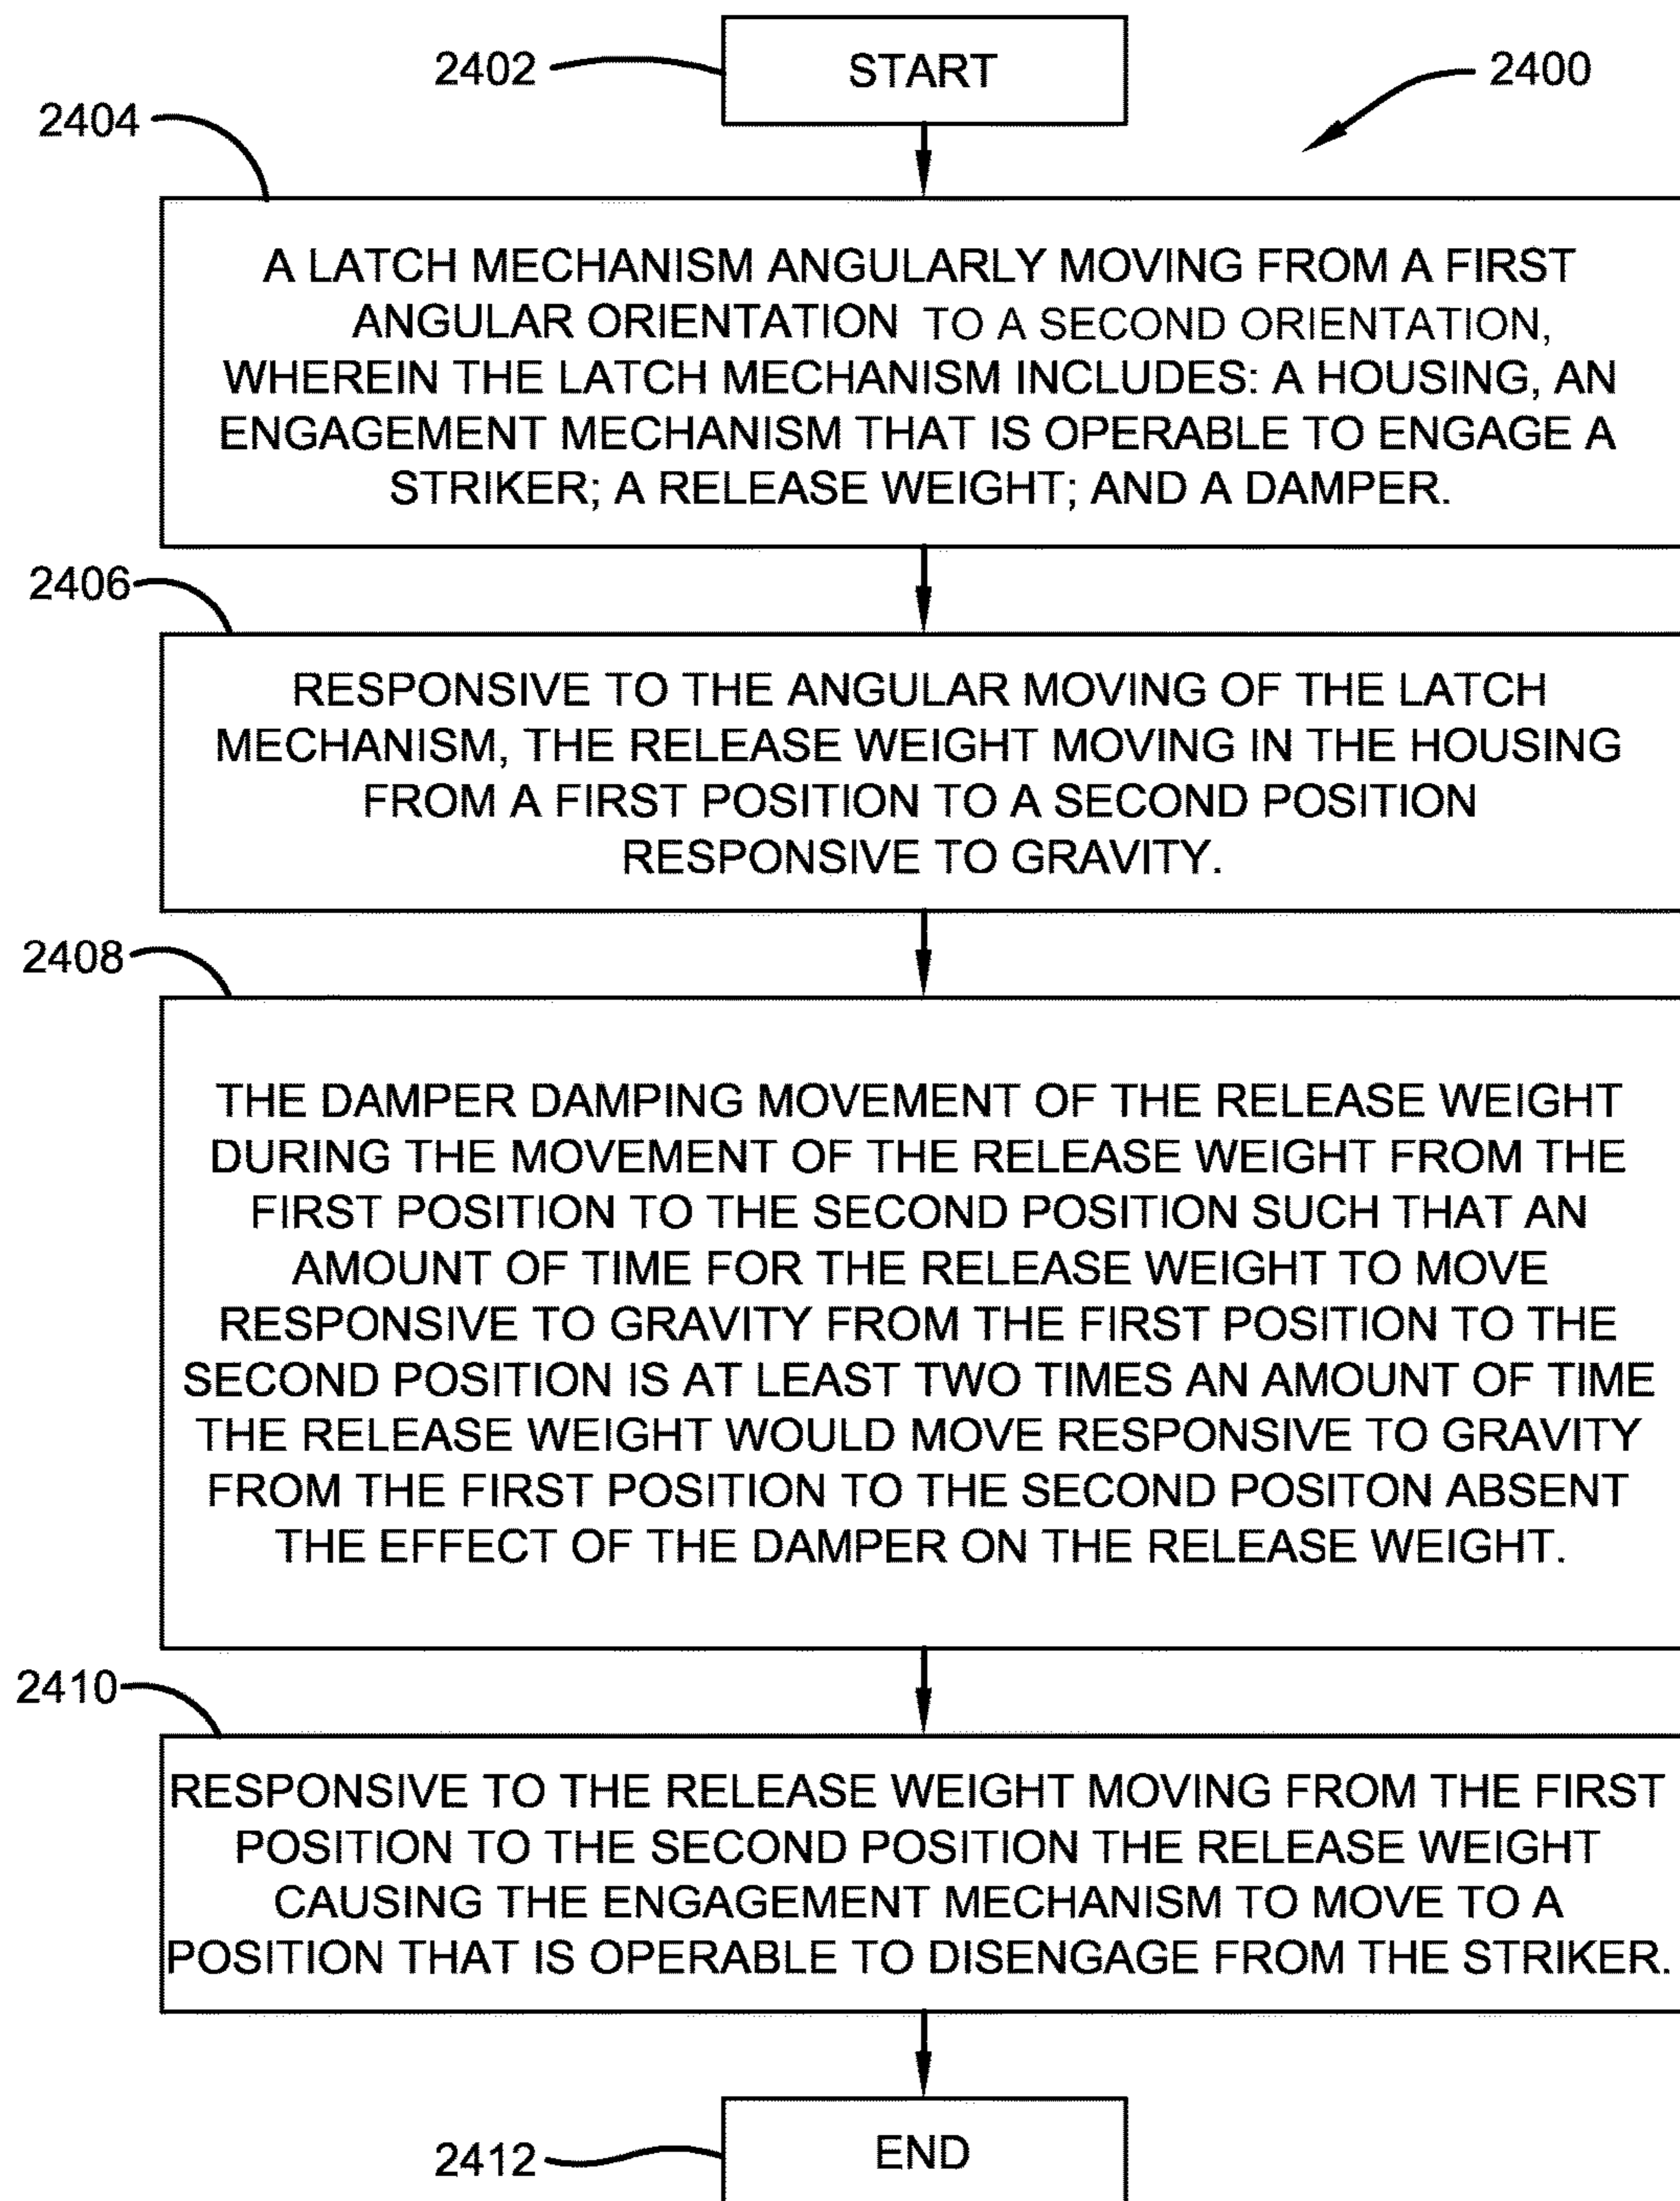 2402
START
2400
2404
A LATCH MECHANISM ANGULARLY MOVING FROM A FIRST
ANGULAR ORIENTATION TO A SECOND ORIENTATION,
WHEREIN THE LATCH MECHANISM INCLUDES: A HOUSING, AN
ENGAGEMENT MECHANISM THAT IS OPERABLE TO ENGAGE A
STRIKER; A RELEASE WEIGHT; AND A DAMPER.
2406
RESPONSIVE TO THE ANGULAR MOVING OF THE LATCH
MECHANISM, THE RELEASE WEIGHT MOVING IN THE HOUSING
FROM A FIRST POSITION TO A SECOND POSITION
RESPONSIVE TO GRAVITY.
2408
THE DAMPER DAMPING MOVEMENT OF THE RELEASE WEIGHT
DURING THE MOVEMENT OF THE RELEASE WEIGHT FROM THE
FIRST POSITION TO THE SECOND POSITION SUCH THAT AN
AMOUNT OF TIME FOR THE RELEASE WEIGHT TO MOVE
RESPONSIVE TO GRAVITY FROM THE FIRST POSITION TO THE
SECOND POSITION IS AT LEAST TWO TIMES AN AMOUNT OF TIME
THE RELEASE WEIGHT WOULD MOVE RESPONSIVE TO GRAVITY
FROM THE FIRST POSITION TO THE SECOND POSITON ABSENT
THE EFFECT OF THE DAMPER ON THE RELEASE WEIGHT.
2410
RESPONSIVE TO THE RELEASE WEIGHT MOVING FROM THE FIRST
POSITION TO THE SECOND POSITION THE RELEASE WEIGHT
CAUSING THE ENGAGEMENT MECHANISM TO MOVE TO A
POSITION THAT IS OPERABLE TO DISENGAGE FROM THE STRIKER.
2412
END